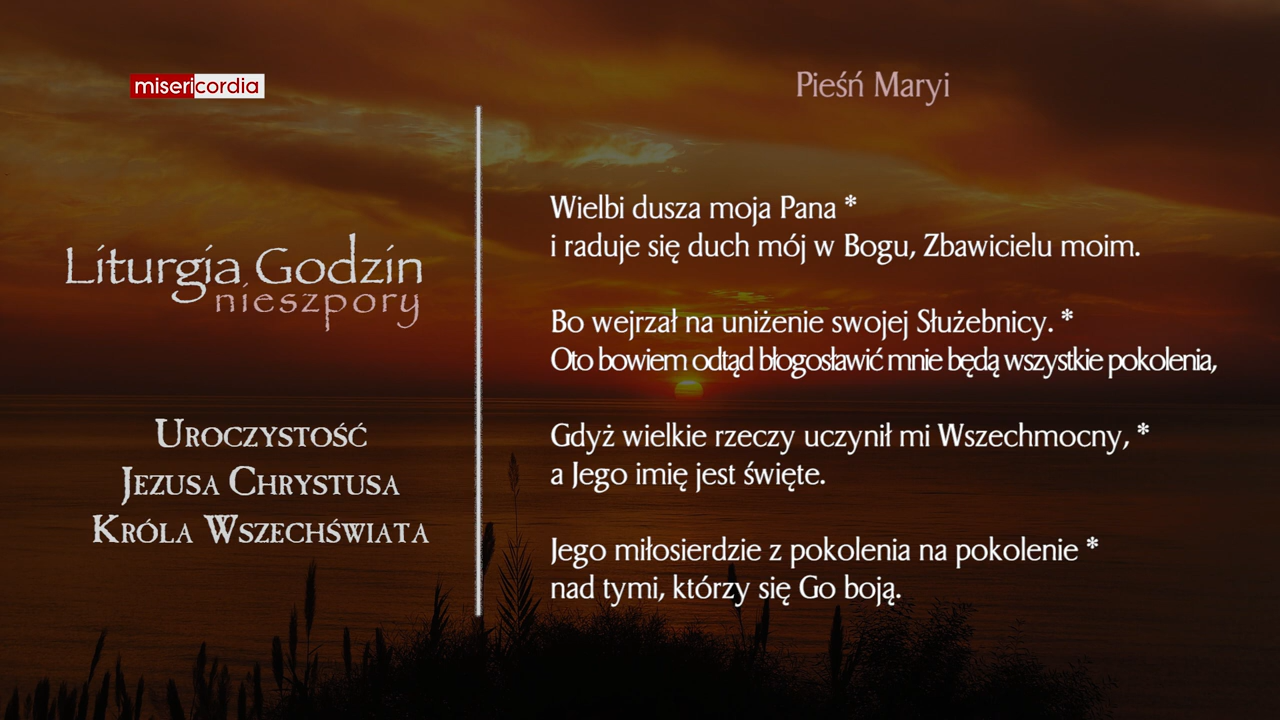 misericordia
Liturgia Godzin
nieszpory
Uroczystość
Jezusa Chrystusa
Króla Wszechświata
Pieśń Maryi
Wielbi dusza moja Pana *
i raduje się duch mój w Bogu, Zbawicielu moim.
Bo wejrzał na uniżenie swojej Służebnicy. *
Oto bowiem odtąd błogosławić mnie będą wszystkie pokolenia,
Gdyż wielkie rzeczy uczynił mi Wszechmocny, *
a Jego imię jest święte.
Jego miłosierdzie z pokolenia na pokolenie *
nad tymi, którzy się Go boją.